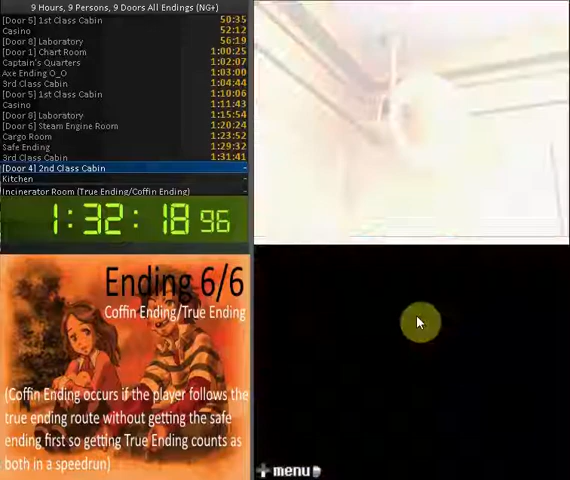 9 Hours, 9 Persons, 9 Doors All Endings (NG+)
[Door 5] 1st Class Cabin 50:35
Casino 52:12
[Door 8] Laboratory 56:19
[Door 1] Chart Room 1:00:25
Captain's Quarters 1:02:07
Axe Ending O_O 1:03:00
3rd Class Cabin 1:04:44
[Door 5] 1st Class Cabin 1:10:06
Casino 1:11:43
[Door 8] Laboratory 1:15:54
[Door 6] Steam Engine Room 1:20:24
Cargo Room 1:23:52
Safe Ending 1:29:32
3rd Class Cabin 1:31:41
[Door 4] 2nd Class Cabin -
Kitchen -
Incinerator Room (True Ending/Coffin Ending) -
1:32:18 96
Ending 6/6
Coffin Ending/True Ending
(Coffin Ending occurs if the player follows the
true ending route without getting the safe
ending first so getting True Ending counts as
both in a speedrun)
menu